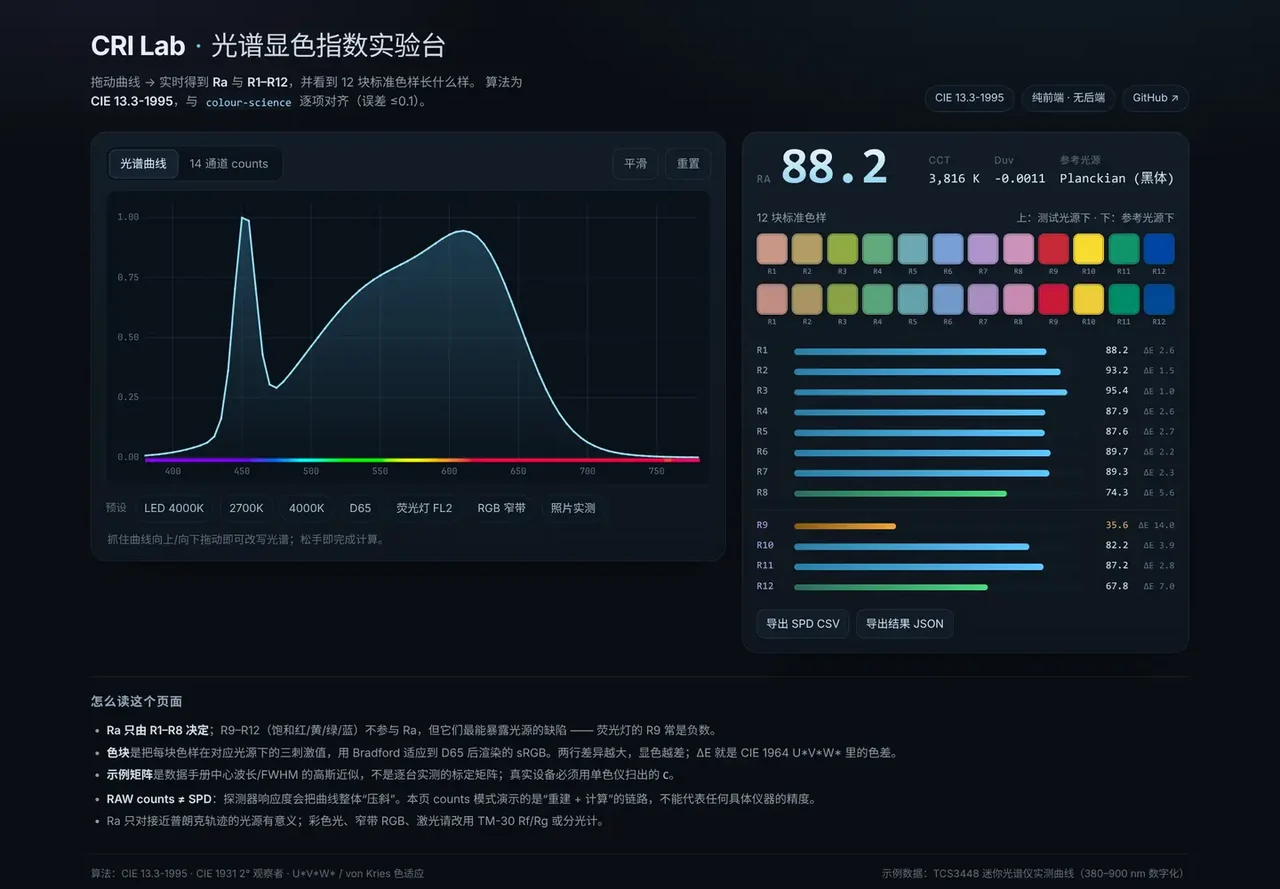 CRI Lab · 光谱显色指数实验台
拖动曲线 → 实时得到 Ra 与 R1–R12，并看到 12 块标准色样长什么样。 算法为
CIE 13.3-1995，与 colour-science 逐项对齐（误差 ≤0.1）。
CIE 13.3-1995 纯前端 · 无后端 GitHub ↗
光谱曲线 14 通道 counts 平滑 重置
1.00
0.75
0.50
0.25
0.00
400 450 500 550 600 650 700 750
预设 LED 4000K 2700K 4000K D65 荧光灯 FL2 RGB 窄带 照片实测
抓住曲线向上/向下拖动即可改写光谱；松手即完成计算。
RA 88.2
CCT Duv 参考光源
3,816 K -0.0011 Planckian (黑体)
12 块标准色样 上：测试光源下 · 下：参考光源下
R1 R2 R3 R4 R5 R6 R7 R8 R9 R10 R11 R12
R1 R2 R3 R4 R5 R6 R7 R8 R9 R10 R11 R12
R1 88.2 ΔE 2.6
R2 93.2 ΔE 1.5
R3 95.4 ΔE 1.0
R4 87.9 ΔE 2.6
R5 87.6 ΔE 2.7
R6 89.7 ΔE 2.2
R7 89.3 ΔE 2.3
R8 74.3 ΔE 5.6
R9 35.6 ΔE 14.0
R10 82.2 ΔE 3.9
R11 87.2 ΔE 2.8
R12 67.8 ΔE 7.0
导出 SPD CSV 导出结果 JSON
怎么读这个页面
• Ra 只由 R1–R8 决定；R9–R12（饱和红/黄/绿/蓝）不参与 Ra，但它们最能暴露光源的缺陷 —— 荧光灯的 R9 常是负数。
• 色块是把每块色样在对应光源下的三刺激值，用 Bradford 适应到 D65 后渲染的 sRGB。两行差异越大，显色越差；ΔE 就是 CIE 1964 U*V*W* 里的色差。
• 示例矩阵是数据手册中心波长/FWHM 的高斯近似，不是逐台实测的标定矩阵；真实设备必须用单色仪扫出的 C。
• RAW counts ≠ SPD：探测器响应度会把曲线整体“压斜”。本页 counts 模式演示的是“重建 + 计算”的链路，不能代表任何具体仪器的精度。
• Ra 只对接近普朗克轨迹的光源有意义；彩色光、窄带 RGB、激光请改用 TM-30 Rf/Rg 或分光计。
算法：CIE 13.3-1995 · CIE 1931 2° 观察者 · U*V*W* / von Kries 色适应
示例数据：TCS3448 迷你光谱仪实测曲线（380–900 nm 数字化）